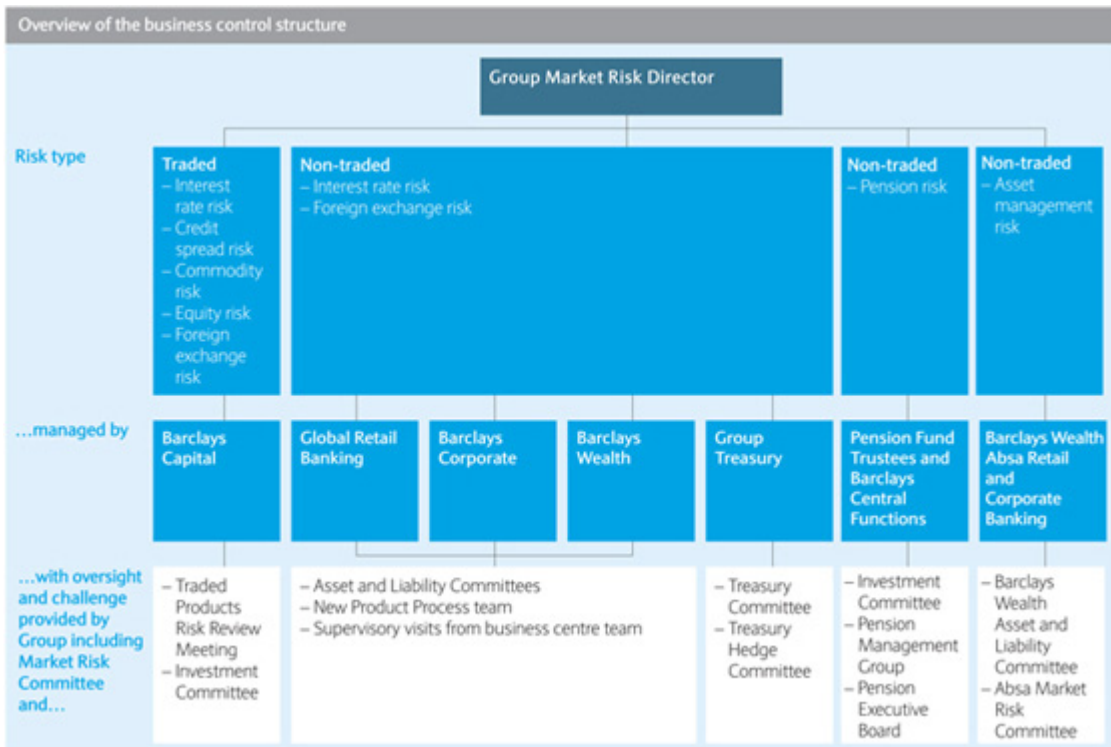 Overview of the business control structure
Group Market Risk Director
Risk type
Traded
– Interest
rate risk
– Credit
spread risk
– Commodity
risk
– Equity risk
– Foreign
exchange
risk
Non-traded
– Interest rate risk
– Foreign exchange risk
Non-traded
– Pension risk
Non-traded
– Asset
management
risk
...managed by
Barclays
Capital
Global Retail
Banking
Barclays
Corporate
Barclays
Wealth
Group
Treasury
Pension Fund
Trustees and
Barclays
Central
Functions
Barclays Wealth
Absa Retail
and
Corporate
Banking
...with oversight
and challenge
provided by
Group including
Market Risk
Committee
and...
– Traded
Products
Risk Review
Meeting
– Investment
Committee
– Asset and Liability Committees
– New Product Process team
– Supervisory visits from business centre team
– Treasury
Committee
– Treasury
Hedge
Committee
– Investment
Committee
– Pension
Management
Group
– Pension
Executive
Board
– Barclays
Wealth
Asset and
Liability
Committee
– Absa Market
Risk
Committee